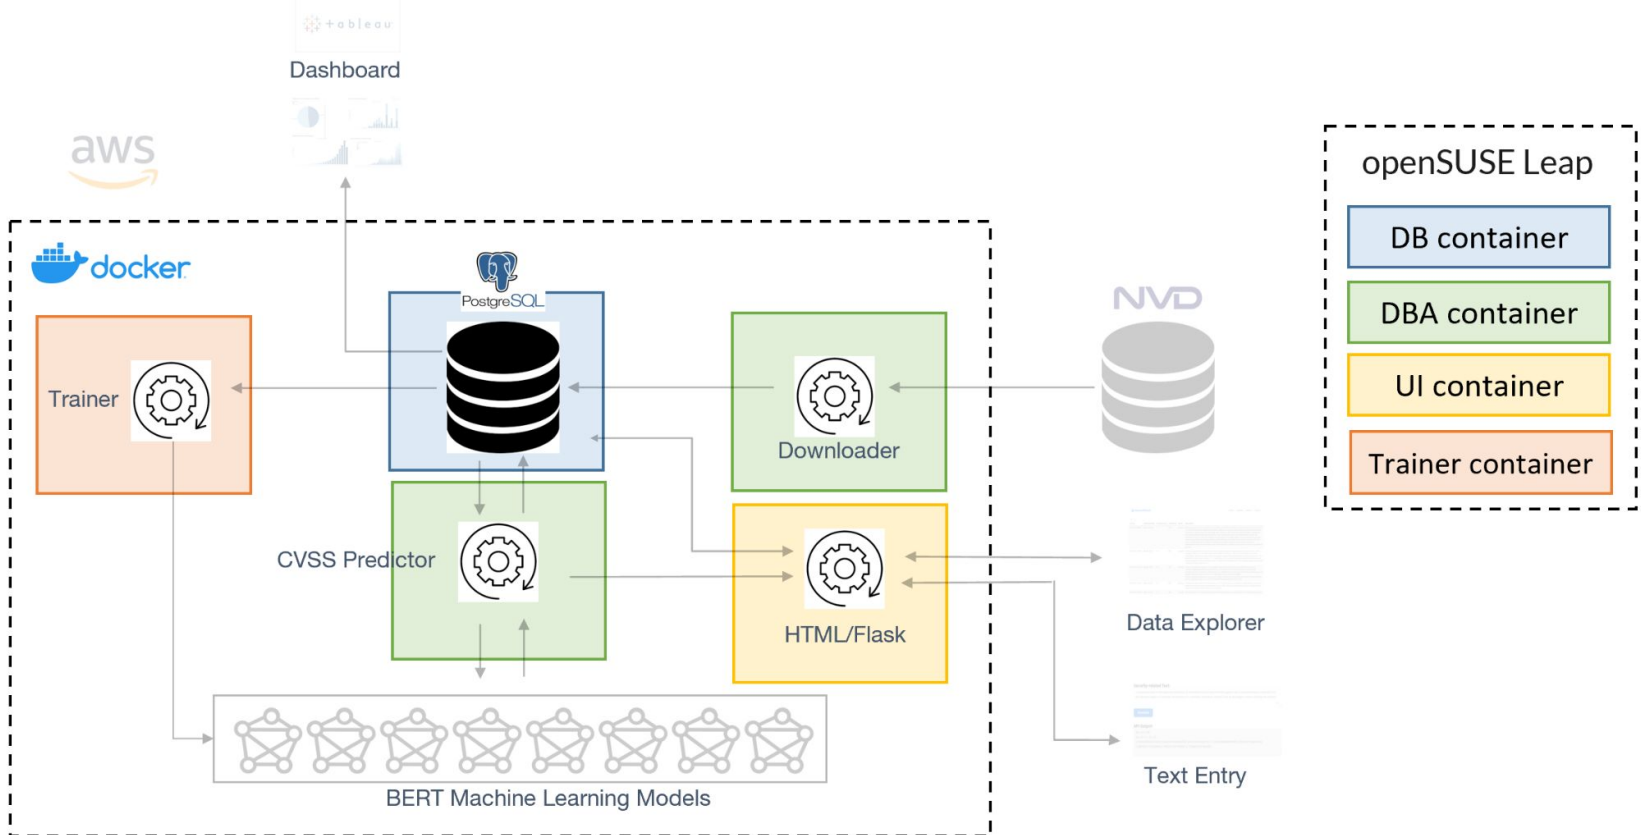 + a b l e a u
Dashboard
aws
docker
PostgreSQL
Trainer
Downloader
CVSS Predictor
HTML/Flask
BERT Machine Learning Models
NVD
Data Explorer
Text Entry
openSUSE Leap
DB container
DBA container
UI container
Trainer container